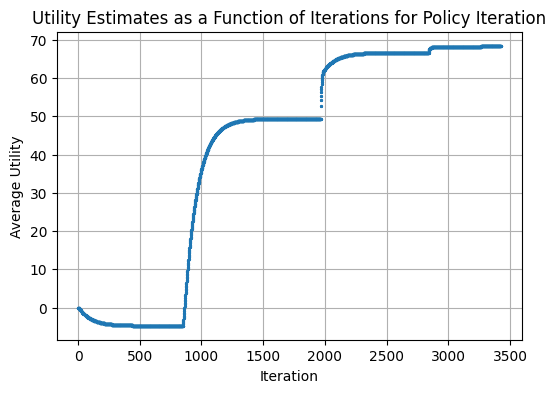 Utility Estimates as a Function of Iterations for Policy Iteration
70
60
50
40
30
20
10
0
Average Utility
0 500 1000 1500 2000 2500 3000 3500
Iteration